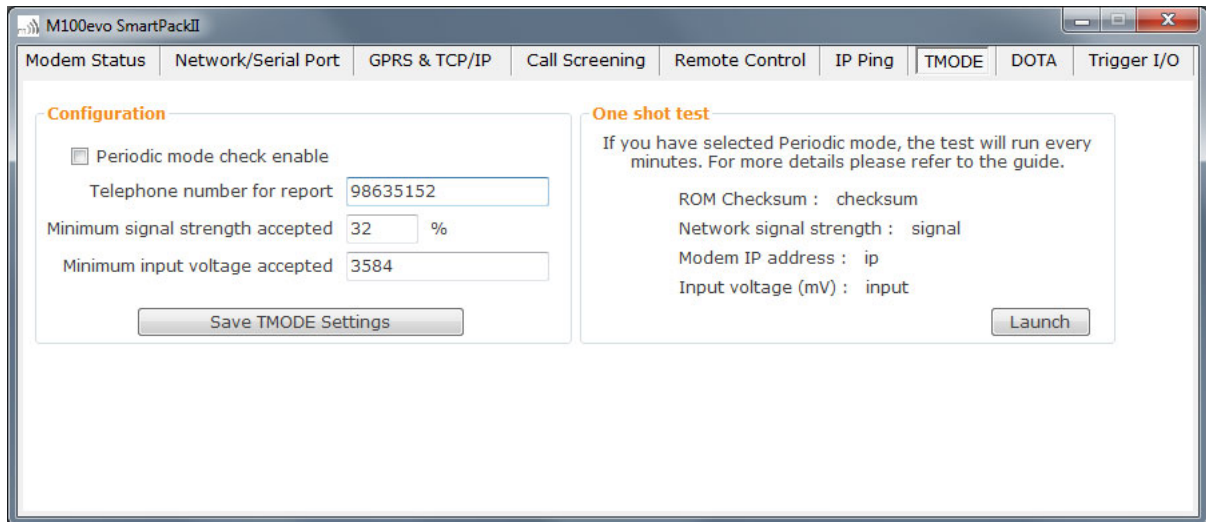 M100evo SmartPackII
Modem Status Network/Serial Port GPRS & TCP/IP Call Screening Remote Control IP Ping TMODE DOTA Trigger I/O
Configuration
Periodic mode check enable
Telephone number for report 98635152
Minimum signal strength accepted 32 %
Minimum input voltage accepted 3584
Save TMODE Settings
One shot test
If you have selected Periodic mode, the test will run every
minutes. For more details please refer to the guide.
ROM Checksum : checksum
Network signal strength : signal
Modem IP address : ip
Input voltage (mV) : input
Launch